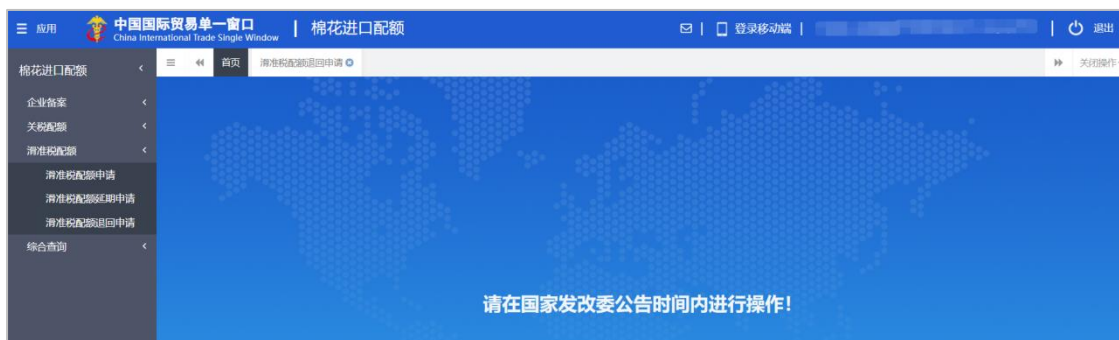 应用
中国国际贸易单一窗口
China International Trade Single Window
棉花进口配额
登录移动端
退出
棉花进口配额
首页
滑准税配额退回申请
关闭操作
企业备案
关税配额
滑准税配额
滑准税配额申请
滑准税配额延期申请
滑准税配额退回申请
综合查询
请在国家发改委公告时间内进行操作！